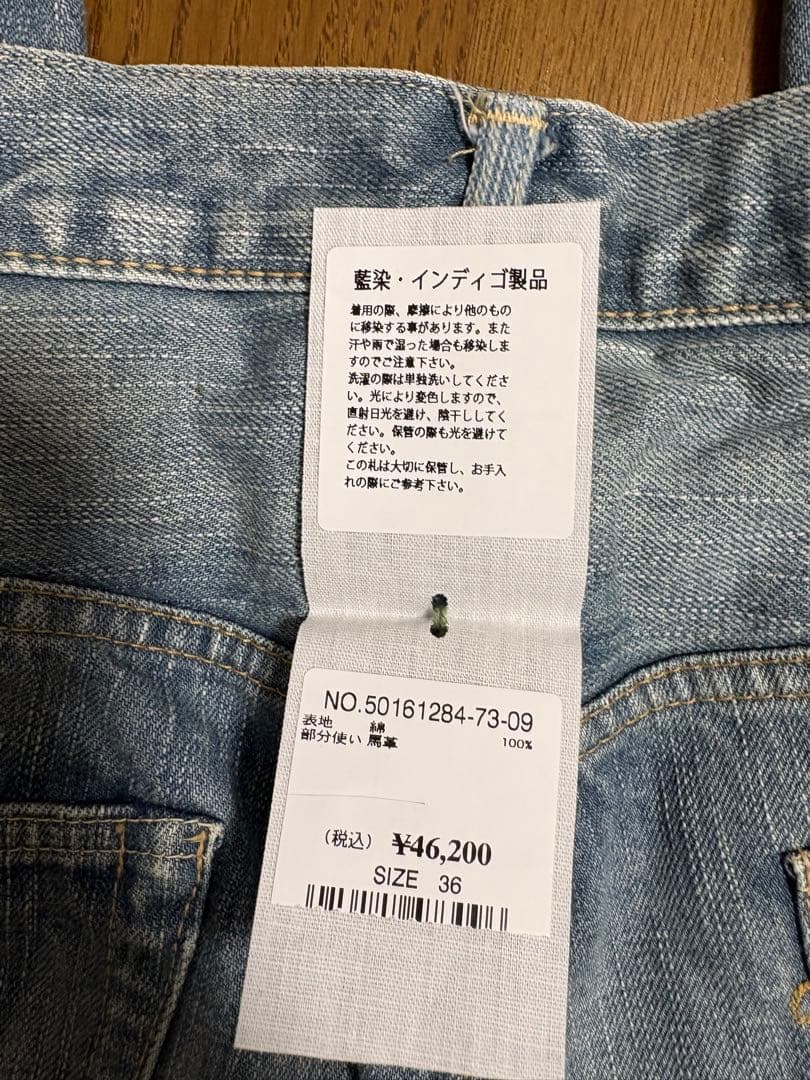 藍染・インディゴ製品
着用の際、摩擦により他のもの
に移染する事があります。また
汗や雨で湿った場合も移染しま
すのでご注意下さい。
洗濯の際は単独洗いしてくださ
い。光により変色しますので、
直射日光を避け、陰干ししてく
ださい。保管の際も光を避けて
ください。
この札は大切に保管し、お手入
れの際にご参考下さい。
NO.50161284-73-09
表地 綿 100%
部分使い 馬革
（税込） ¥46,200
SIZE 36